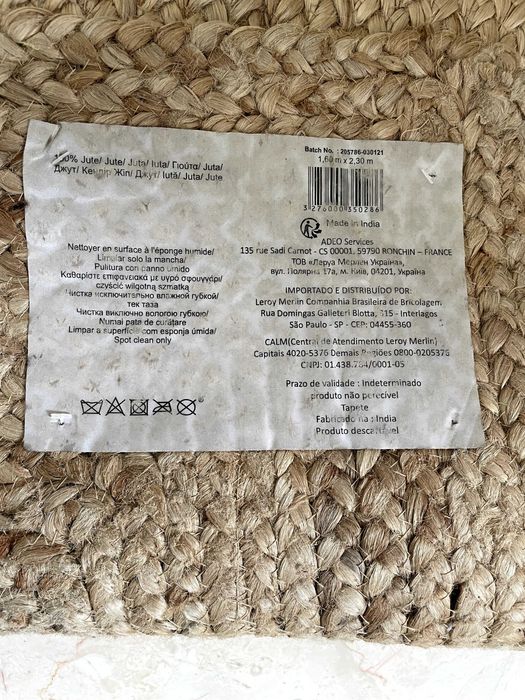 100% Jute/ Jute/ Juta/ Iuta/ Γιούτα/ Juta/
Джут/ Кендір Жіп/ Джут/ Iută/ Juta/ Jute
Batch No. : 205786-030121
1,60 m x 2,30 m
3 276000 350286
Made in India
ADEO Services
135 rue Sadi Carnot - CS 00001, 59790 RONCHIN – FRANCE
ТОВ «Леруа Мерлен Україна»,
вул. Полярна 17а, м. Київ, 04201, Україна
IMPORTADO E DISTRIBUÍDO POR:
Leroy Merlin Companhia Brasileira de Bricolagem
Rua Domingas Galleteri Blotta, 315 - Interlagos
São Paulo - SP - CEP: 04455-360
CALM(Central de Atendimento Leroy Merlin)
Capitais 4020-5376 Demais Regiões 0800-0205376
CNPJ: 01.438.784/0001-05
Prazo de validade : Indeterminado
produto não perecível
Tapete
Fabricado na : India
Produto descartável
Nettoyer en surface à l'éponge humide/
Limpiar solo la mancha/
Pulitura con panno umido
Καθαρίστε επιφανειακά με υγρό σφουγγάρι/
czyścić wilgotną szmatką
Чистка исключительно влажной губкой/
тек таза
Чистка виключно вологою губкою/
Numai pata de curătare
Limpar a superfície com esponja úmida/
Spot clean only